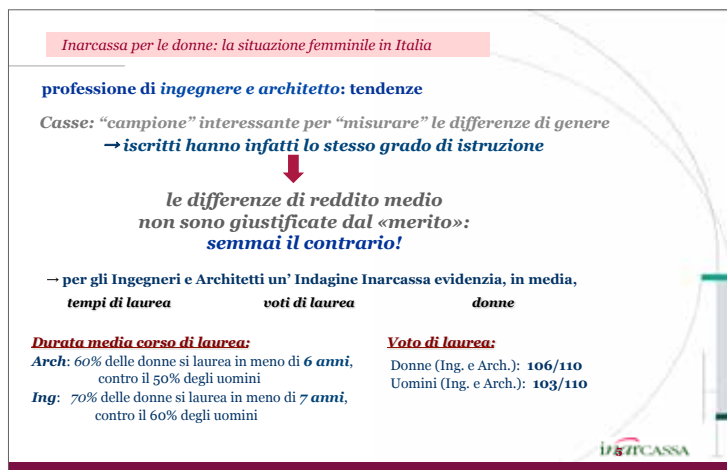 Inarcassa per le donne: la situazione femminile in Italia
professione di ingegnere e architetto: tendenze
Casse: “campione” interessante per “misurare” le differenze di genere
→ iscritti hanno infatti lo stesso grado di istruzione
le differenze di reddito medio
non sono giustificate dal «merito»:
semmai il contrario!
→ per gli Ingegneri e Architetti un’ Indagine Inarcassa evidenzia, in media,
tempi di laurea voti di laurea donne
Durata media corso di laurea:
Arch: 60% delle donne si laurea in meno di 6 anni,
contro il 50% degli uomini
Ing: 70% delle donne si laurea in meno di 7 anni,
contro il 60% degli uomini
Voto di laurea:
Donne (Ing. e Arch.): 106/110
Uomini (Ing. e Arch.): 103/110
inarCASSA
5